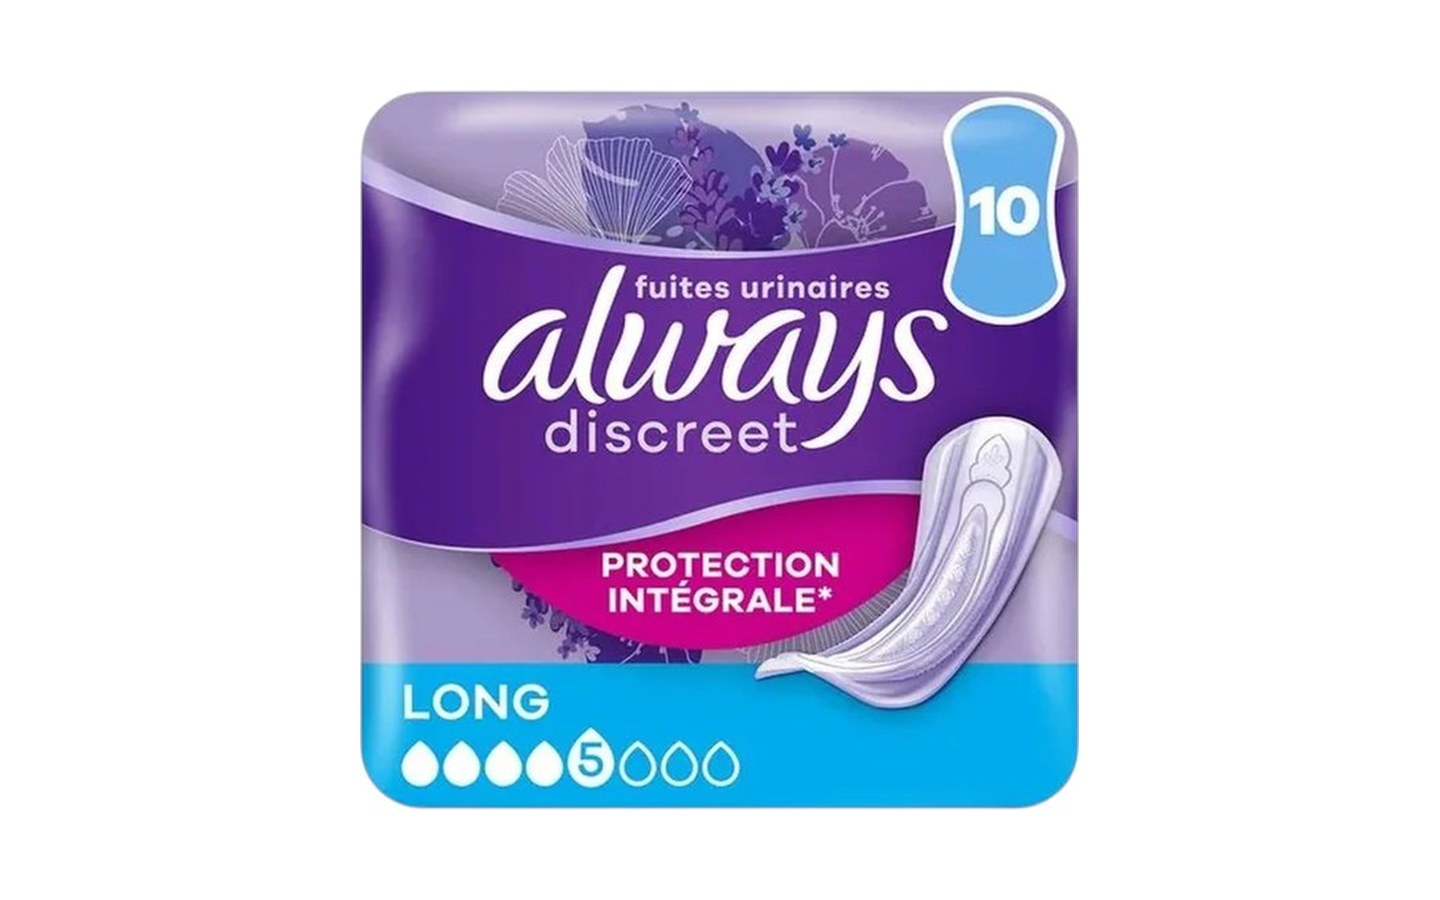 10
fuites urinaires
always
discreet
PROTECTION
INTÉGRALE*
LONG
5